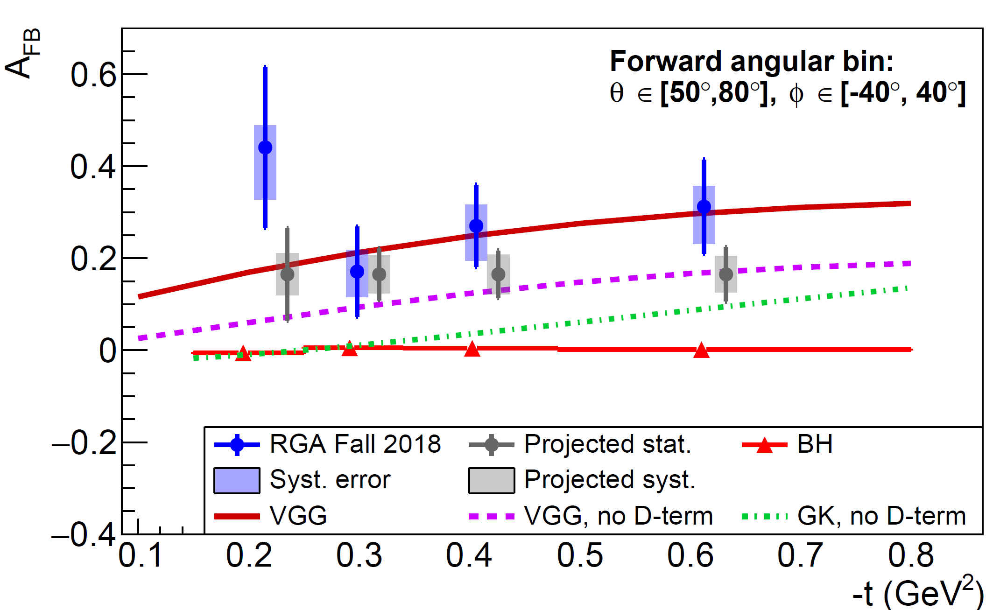 A_FB
Forward angular bin:
θ ∈ [50°,80°], φ ∈ [-40°, 40°]
0.6
0.4
0.2
0
−0.2
−0.4
RGA Fall 2018
Projected stat.
BH
Syst. error
Projected syst.
VGG
VGG, no D-term
GK, no D-term
0.1 0.2 0.3 0.4 0.5 0.6 0.7 0.8
-t (GeV²)